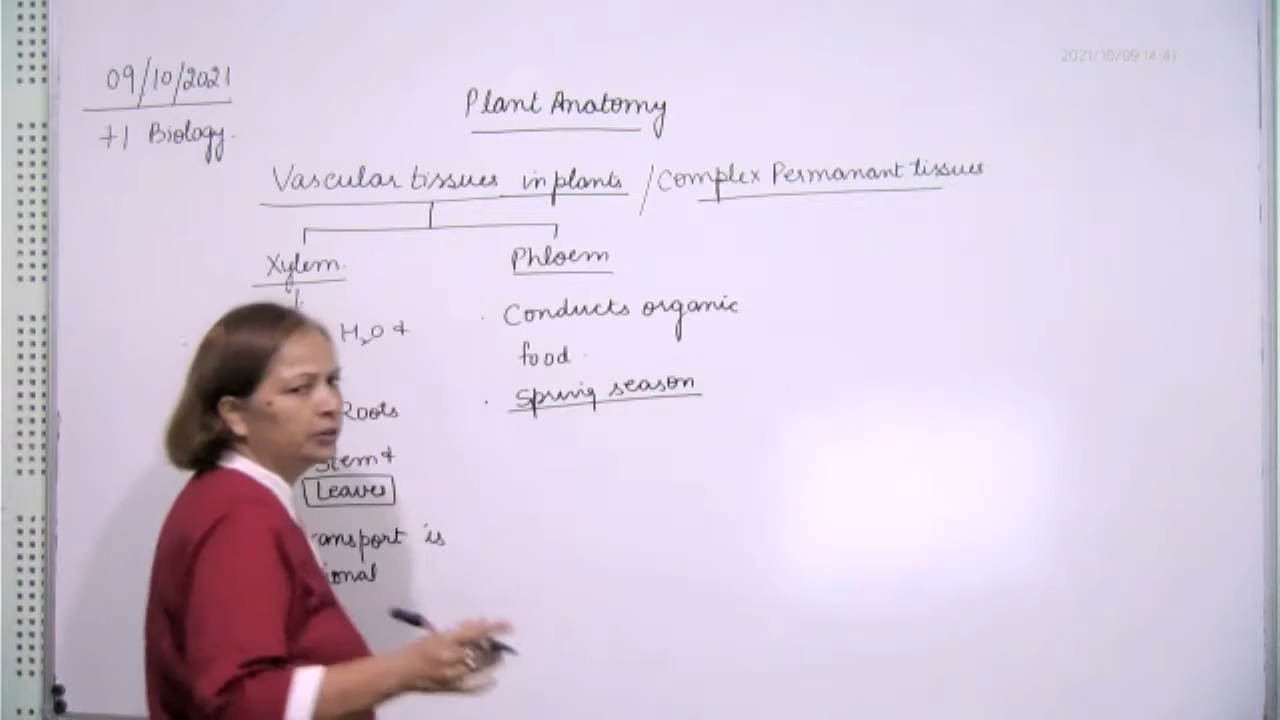 2021/10/09 14:47
09/10/2021
+1 Biology.
Plant Anatomy
Vascular tissues in plants / Complex Permanant tissues
Xylem.
H2O &
Roots
Stem &
Leaves
ansport is
ional
Phloem
. Conducts organic
food.
. Spring season